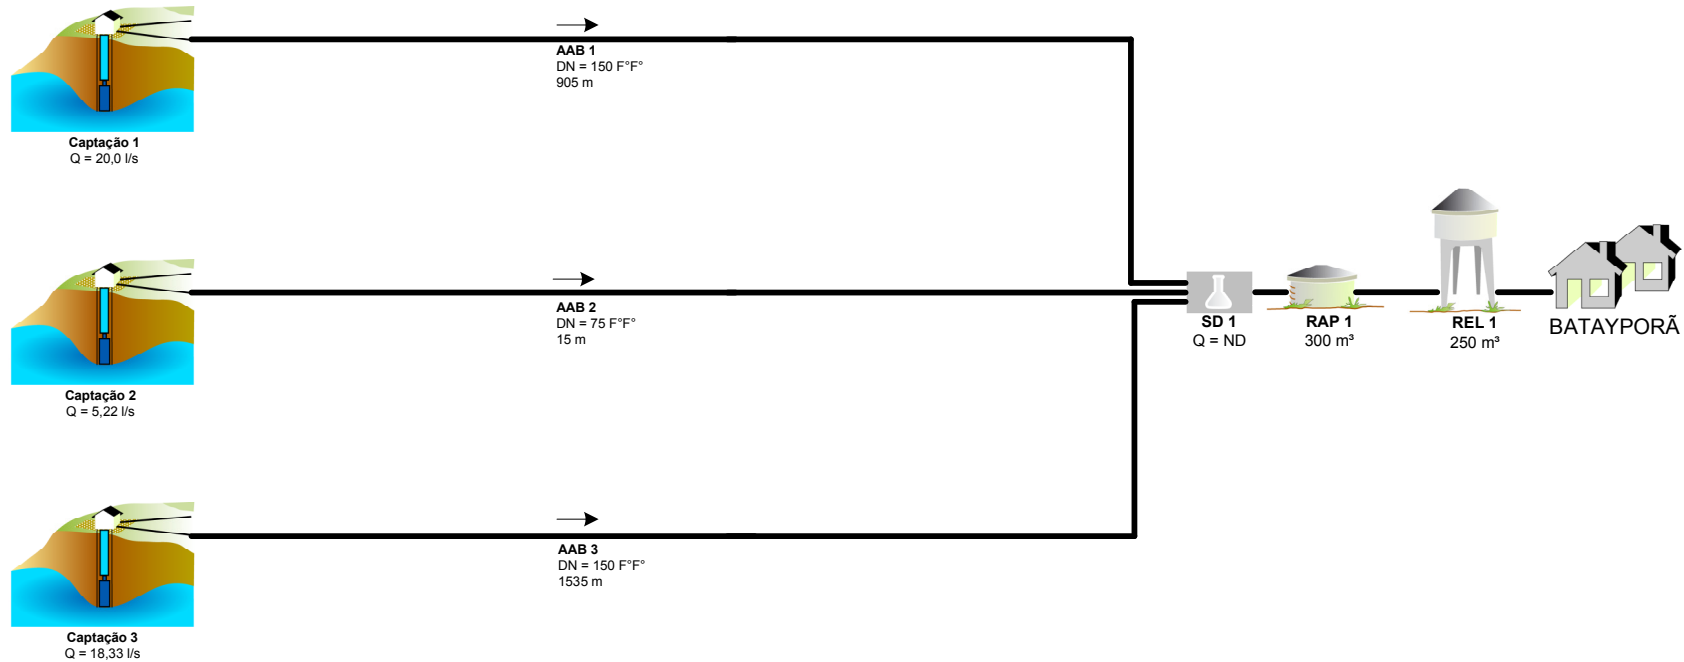 AAB 1
DN = 150 F°F°
905 m
Captação 1
Q = 20,0 l/s
AAB 2
DN = 75 F°F°
15 m
SD 1
Q = ND
RAP 1
300 m³
REL 1
250 m³
BATAYPORÃ
Captação 2
Q = 5,22 l/s
AAB 3
DN = 150 F°F°
1535 m
Captação 3
Q = 18,33 l/s